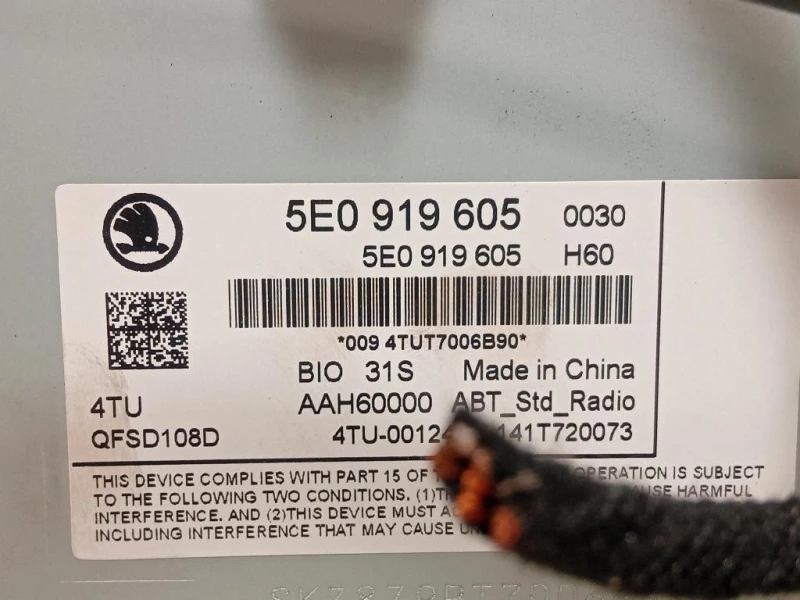 5E0 919 605 0030
5E0 919 605 H60
*009 4TUT7006B90*
BIO 31S Made in China
4TU AAH60000 ABT_Std_Radio
QFSD108D 4TU-00124 141T720073
THIS DEVICE COMPLIES WITH PART 15 OF OPERATION IS SUBJECT
TO THE FOLLOWING TWO CONDITIONS. CAUSE HARMFUL
INTERFERENCE. AND (2)THIS DEVICE MUST
INCLUDING INTERFERENCE THAT MAY CAUSE